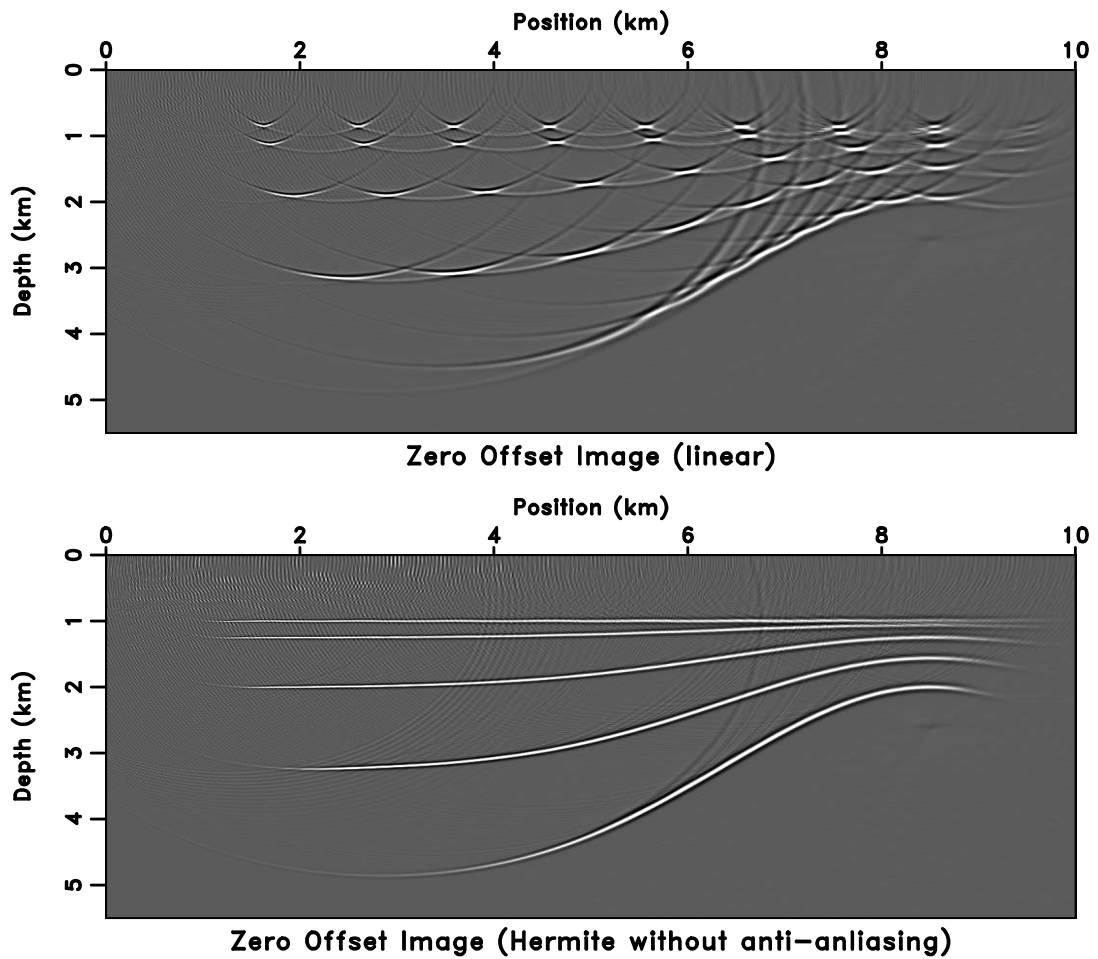 Position (km)
0 2 4 6 8 10
0
1
2
3
4
5
Depth (km)
Zero Offset Image (linear)
Position (km)
0 2 4 6 8 10
0
1
2
3
4
5
Depth (km)
Zero Offset Image (Hermite without anti-anliasing)